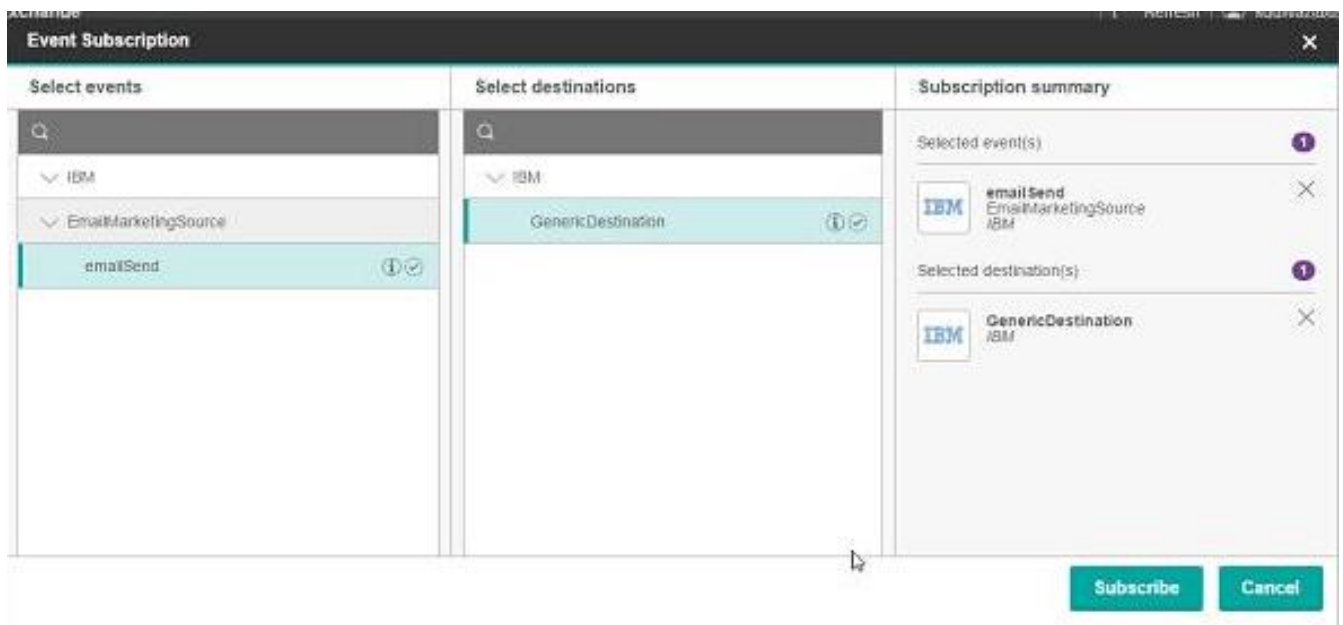 Refresh
Event Subscription
Select events
Select destinations
Subscription summary
Selected event(s)
1
IBM
IBM
EmailMarketingSource
GenericDestination
emailSend
IBM
emailSend
EmailMarketingSource
IBM
Selected destination(s)
1
IBM
GenericDestination
IBM
Subscribe
Cancel